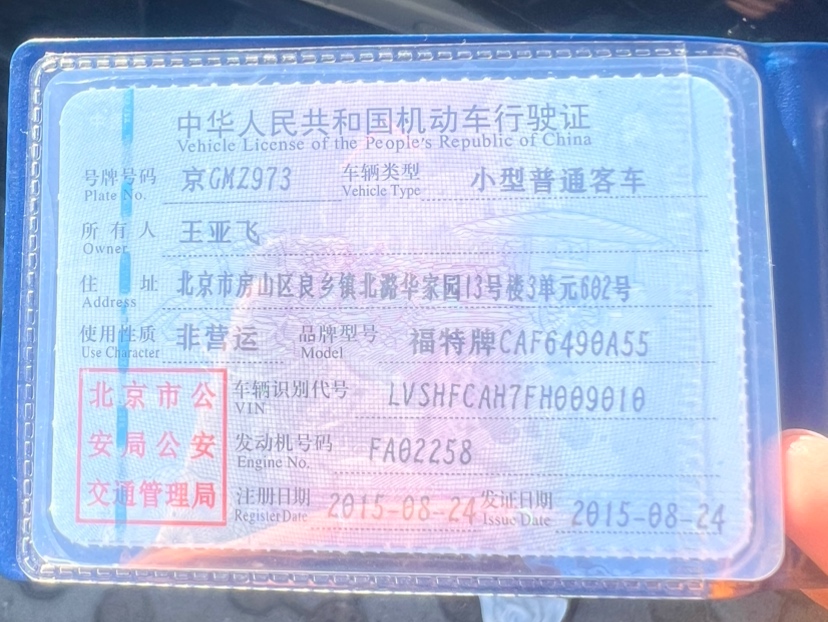 中华人民共和国机动车行驶证
Vehicle License of the People's Republic of China
号牌号码 京GMZ973 车辆类型 小型普通客车
Plate No. Vehicle Type
所有人 王亚飞
Owner
住址 北京市房山区良乡镇北潞华家园13号楼3单元602号
Address
使用性质 非营运 品牌型号 福特牌CAF6490A55
Use Character Model
北京市公 车辆识别代号 LVSHFCAH7FH009010
VIN
安局公安 发动机号码 FA02258
Engine No.
交通管理局 注册日期 2015-08-24 发证日期 2015-08-24
Register Date Issue Date